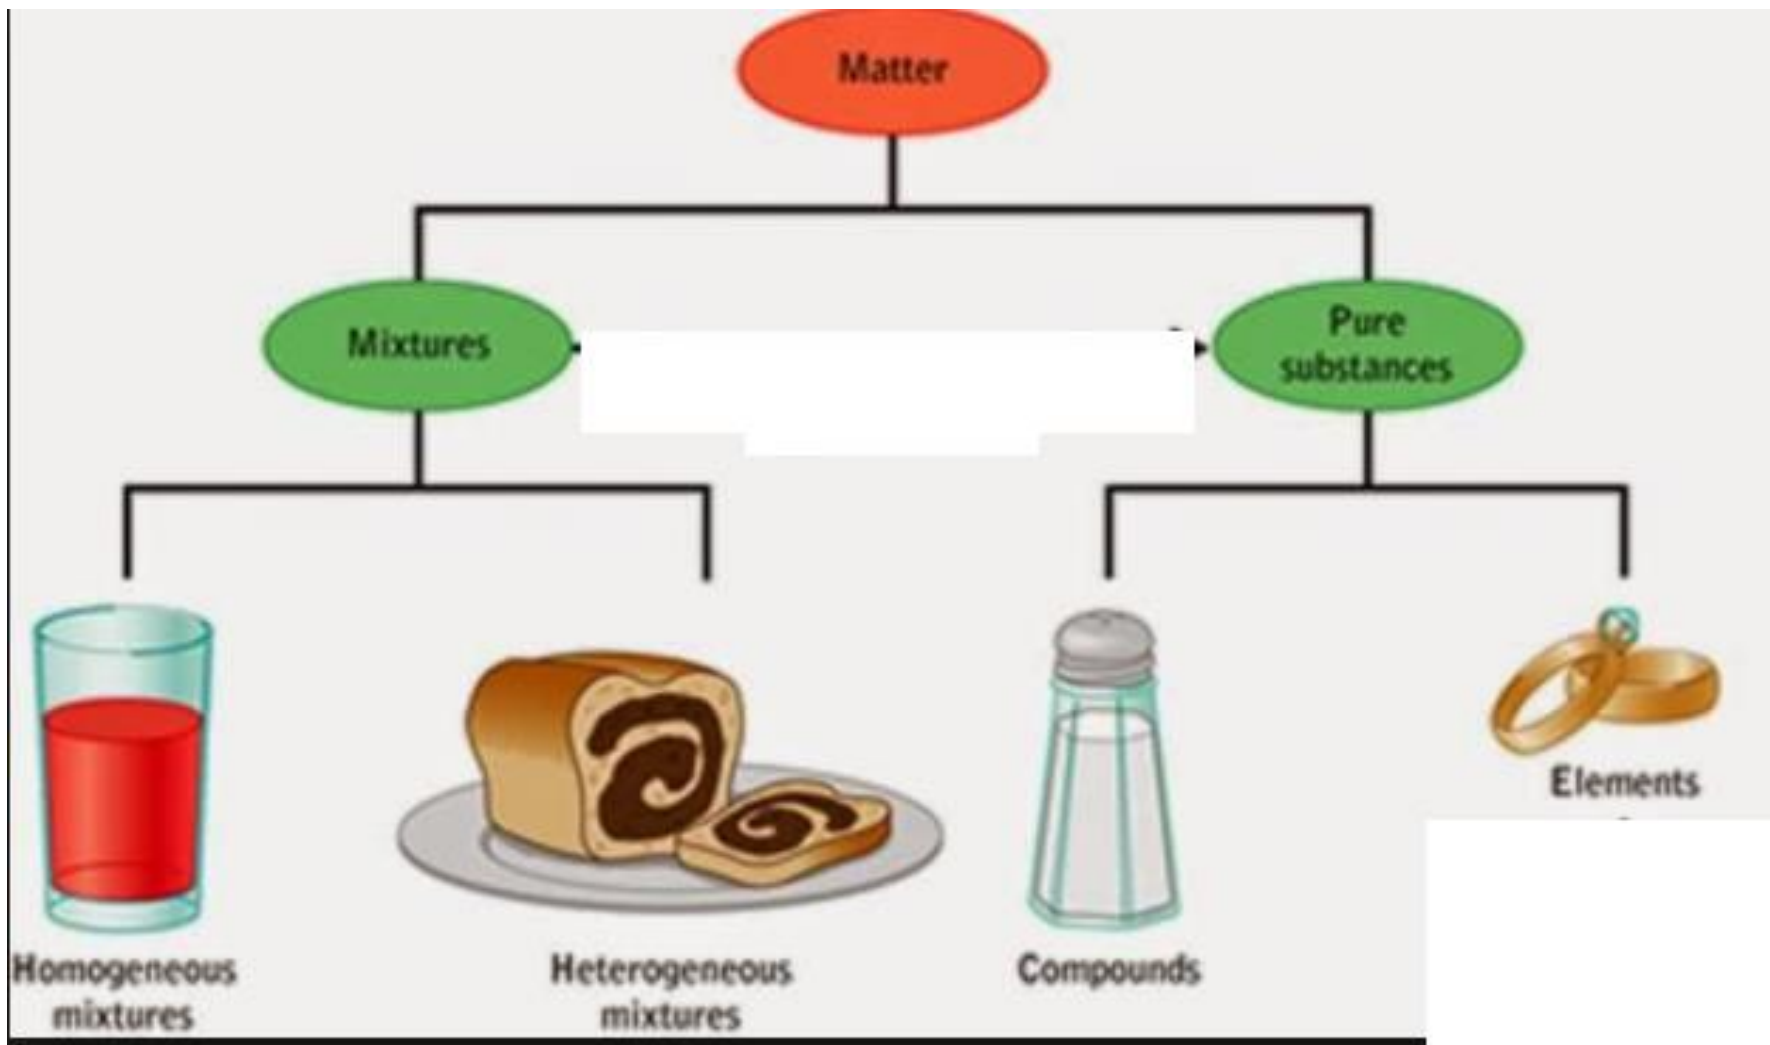 Matter
Mixtures
Pure
substances
Elements
Homogeneous
mixtures
Heterogeneous
mixtures
Compounds